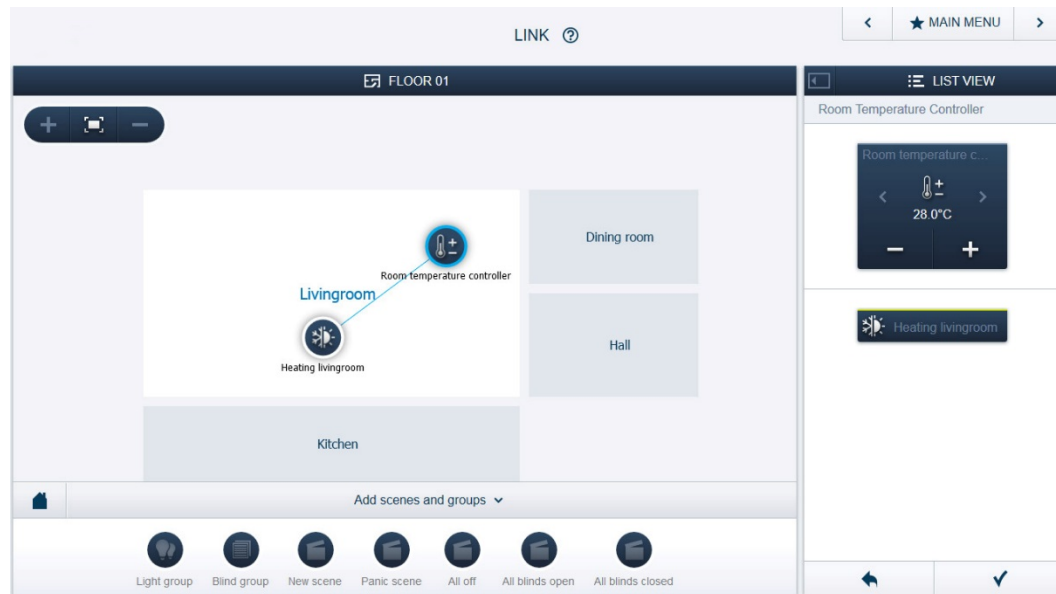 LINK ?
MAIN MENU
FLOOR 01
LIST VIEW
Room Temperature Controller
Room temperature c...
28.0°C
Dining room
Room temperature controller
Livingroom
Heating livingroom
Heating livingroom
Hall
Kitchen
Add scenes and groups
Light group
Blind group
New scene
Panic scene
All off
All blinds open
All blinds closed